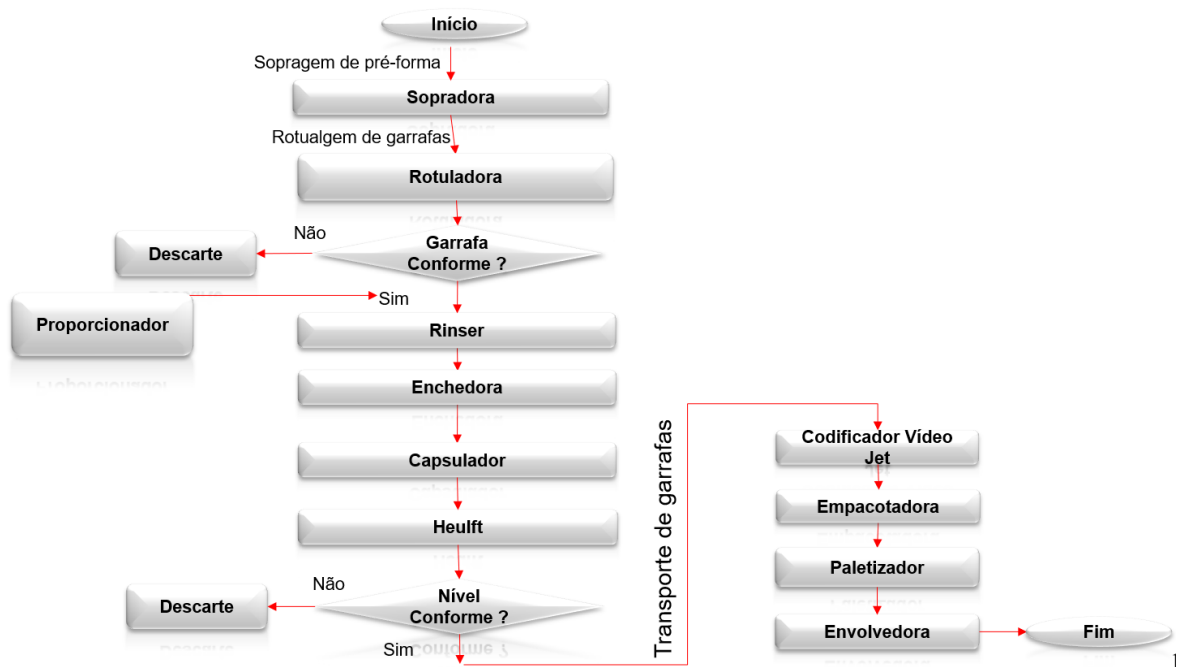 Início
Sopragem de pré-forma
Sopradora
Rotualgem de garrafas
Rotuladora
Não
Garrafa
Conforme ?
Descarte
Sim
Proporcionador
Rinser
Enchedora
Capsulador
Heulft
Não
Nível
Conforme ?
Descarte
Sim
Transporte de garrafas
Codificador Vídeo
Jet
Empacotadora
Paletizador
Envolvedora
Fim
1